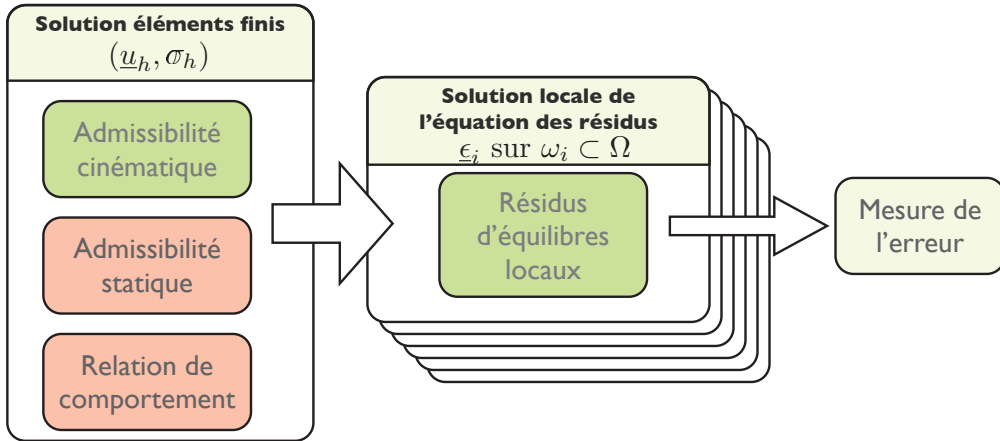 Solution éléments finis
(u_h, σ_h)
Admissibilité
cinématique
Admissibilité
statique
Relation de
comportement
Solution locale de
l'équation des résidus
ϵ_i sur ω_i ⊂ Ω
Résidus
d'équilibres
locaux
Mesure de
l'erreur